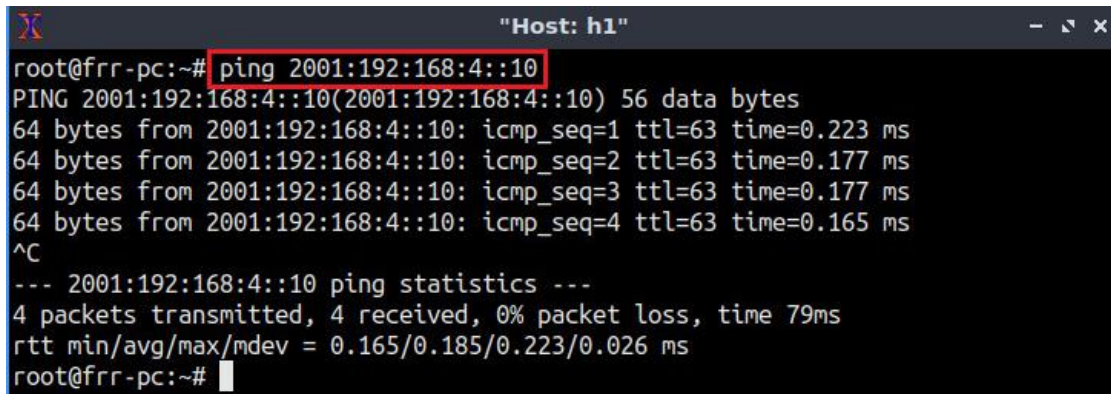 "Host: h1"
root@frr-pc:~# ping 2001:192:168:4::10
PING 2001:192:168:4::10(2001:192:168:4::10) 56 data bytes
64 bytes from 2001:192:168:4::10: icmp_seq=1 ttl=63 time=0.223 ms
64 bytes from 2001:192:168:4::10: icmp_seq=2 ttl=63 time=0.177 ms
64 bytes from 2001:192:168:4::10: icmp_seq=3 ttl=63 time=0.177 ms
64 bytes from 2001:192:168:4::10: icmp_seq=4 ttl=63 time=0.165 ms
^C
--- 2001:192:168:4::10 ping statistics ---
4 packets transmitted, 4 received, 0% packet loss, time 79ms
rtt min/avg/max/mdev = 0.165/0.185/0.223/0.026 ms
root@frr-pc:~#